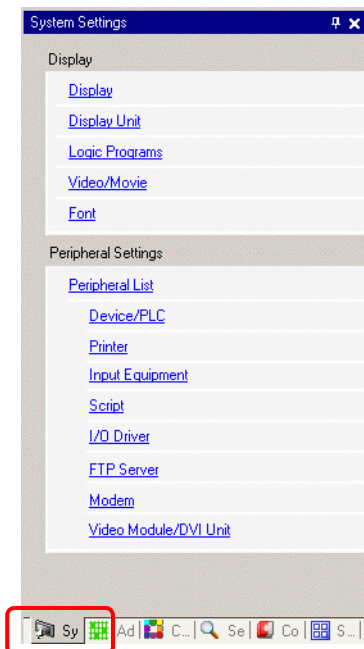 System Settings
Display
Display
Display Unit
Logic Programs
Video/Movie
Font
Peripheral Settings
Peripheral List
Device/PLC
Printer
Input Equipment
Script
I/O Driver
FTP Server
Modem
Video Module/DVI Unit
Sy Ad C... Se Co S...